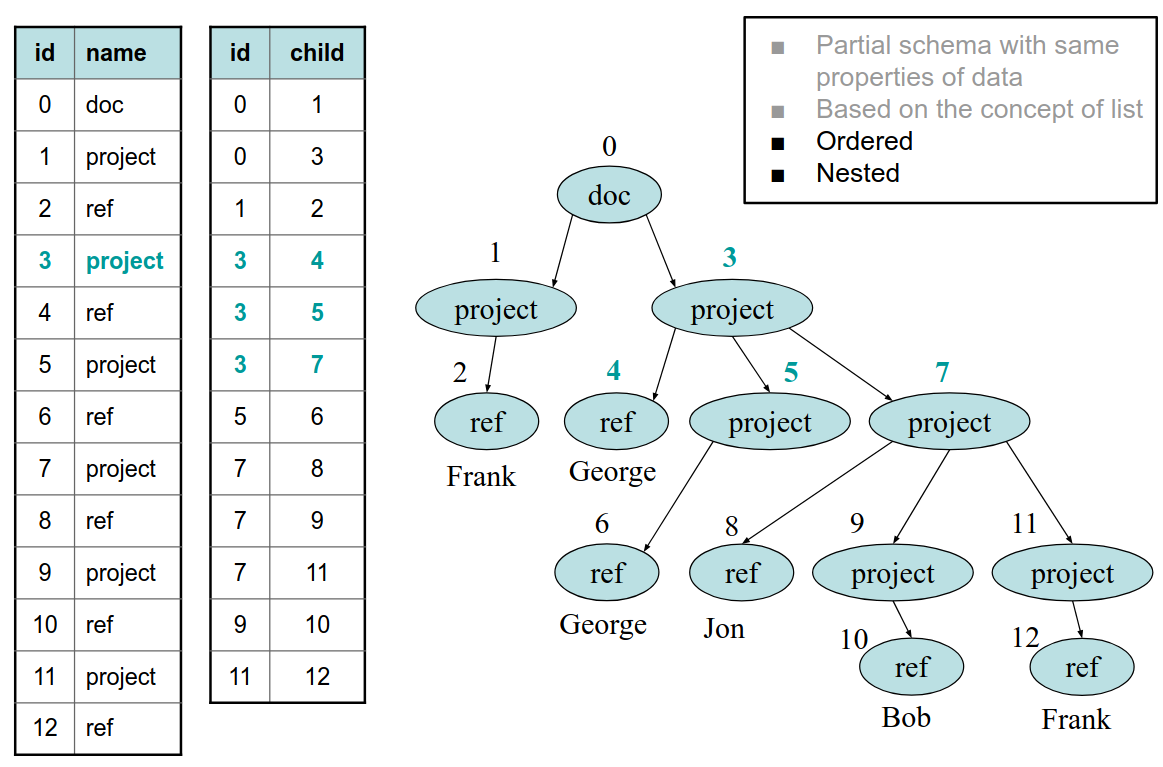 id name
0 doc
1 project
2 ref
3 project
4 ref
5 project
6 ref
7 project
8 ref
9 project
10 ref
11 project
12 ref
id child
0 1
0 3
1 2
3 4
3 5
3 7
5 6
7 8
7 9
7 11
9 10
11 12
■ Partial schema with same
properties of data
■ Based on the concept of list
■ Ordered
■ Nested
0
doc
1 3
project project
2 4 5 7
ref ref project project
Frank George
6 8 9 11
ref ref project project
George Jon
10 12
ref ref
Bob Frank